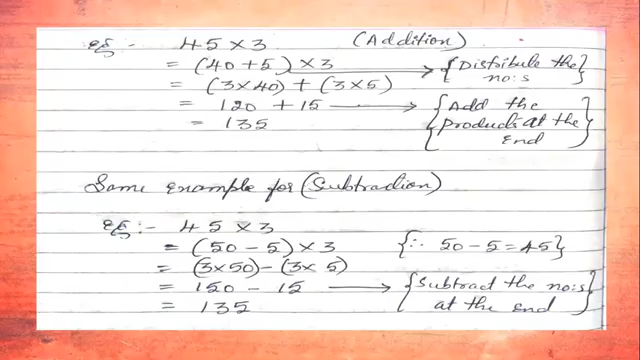 eg :- 45 × 3 (Addition)
= (40 + 5) × 3 → {Distribute the no:s}
= (3 × 40) + (3 × 5)
= 120 + 15 → {Add the products at the end}
= 135
Same example for (Subtraction)
eg :- 45 × 3
= (50 - 5) × 3 {∵ 50 - 5 = 45}
= (3 × 50) - (3 × 5)
= 150 - 15 → {Subtract the no:s at the end}
= 135